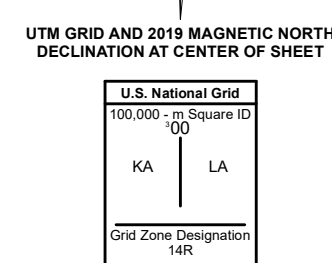 UTM GRID AND 2019 MAGNETIC NORTH
DECLINATION AT CENTER OF SHEET
U.S. National Grid
100,000 - m Square ID
³00
KA LA
Grid Zone Designation
14R